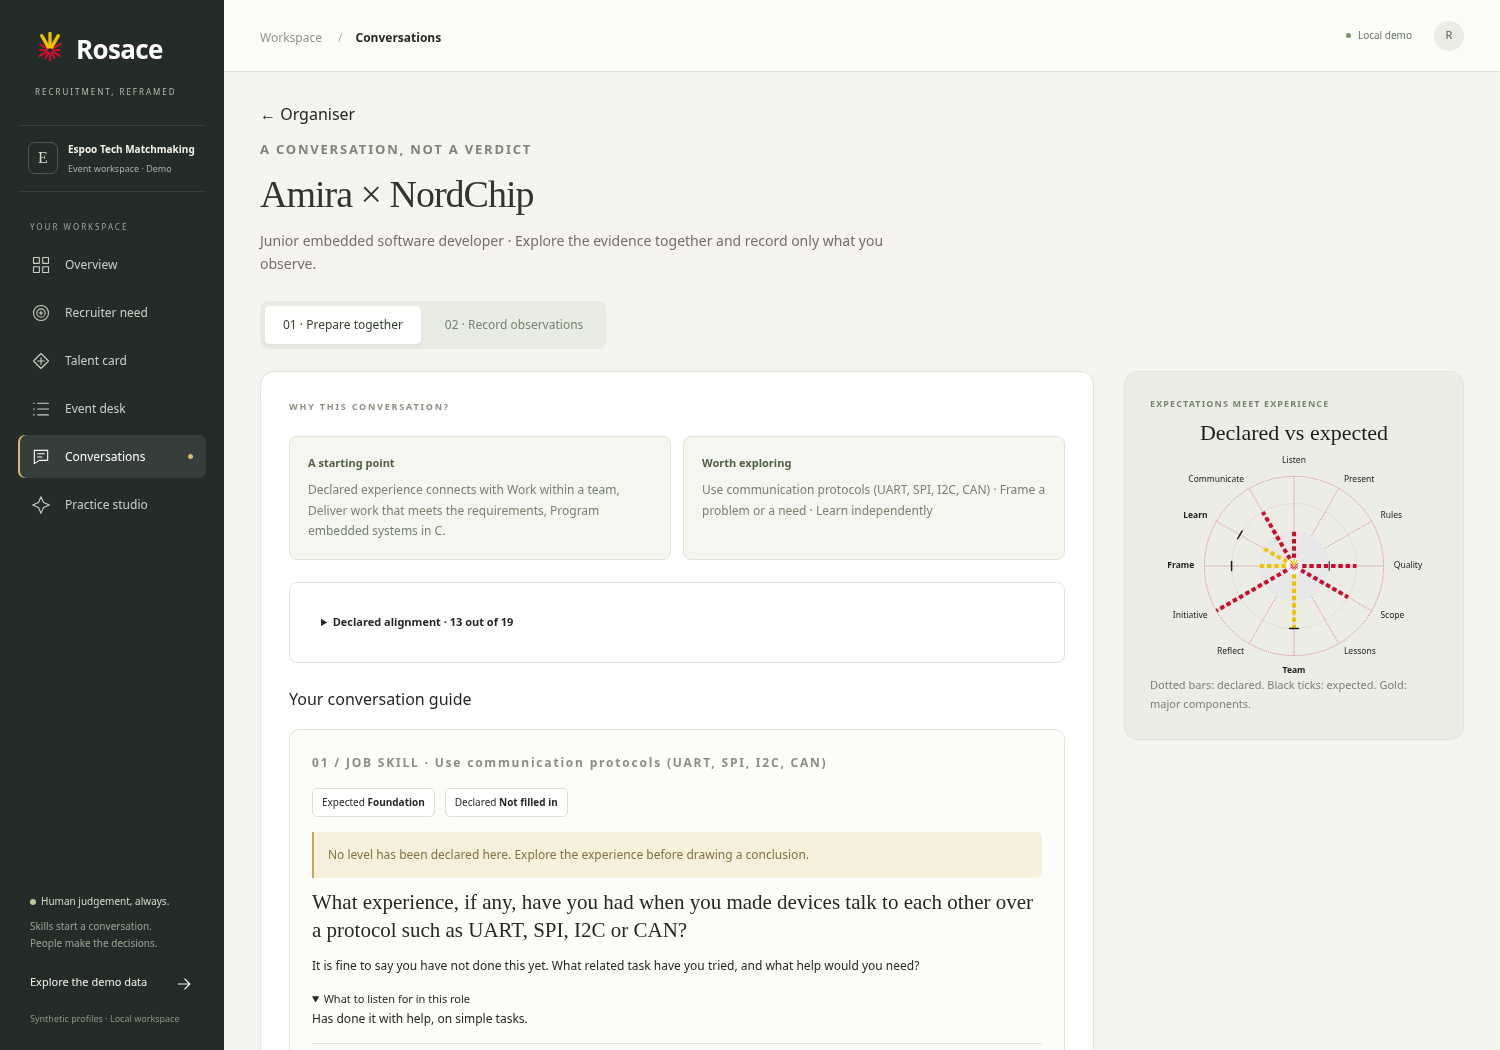 Rosace
RECRUITMENT, REFRAMED
E
Espoo Tech Matchmaking
Event workspace · Demo
YOUR WORKSPACE
Overview
Recruiter need
Talent card
Event desk
Conversations
Practice studio
Human judgement, always.
Skills start a conversation.
People make the decisions.
Explore the demo data →
Synthetic profiles · Local workspace
Workspace / Conversations
Local demo
R
← Organiser
A CONVERSATION, NOT A VERDICT
Amira × NordChip
Junior embedded software developer · Explore the evidence together and record only what you
observe.
01 · Prepare together
02 · Record observations
WHY THIS CONVERSATION?
A starting point
Declared experience connects with Work within a team,
Deliver work that meets the requirements, Program
embedded systems in C.
Worth exploring
Use communication protocols (UART, SPI, I2C, CAN) · Frame a
problem or a need · Learn independently
▶ Declared alignment · 13 out of 19
Your conversation guide
01 / JOB SKILL · Use communication protocols (UART, SPI, I2C, CAN)
Expected Foundation
Declared Not filled in
No level has been declared here. Explore the experience before drawing a conclusion.
What experience, if any, have you had when you made devices talk to each other over
a protocol such as UART, SPI, I2C or CAN?
It is fine to say you have not done this yet. What related task have you tried, and what help would you need?
▼ What to listen for in this role
Has done it with help, on simple tasks.
EXPECTATIONS MEET EXPERIENCE
Declared vs expected
Listen
Communicate
Present
Learn
Rules
Frame
Quality
Initiative
Scope
Reflect
Lessons
Team
Dotted bars: declared. Black ticks: expected. Gold:
major components.